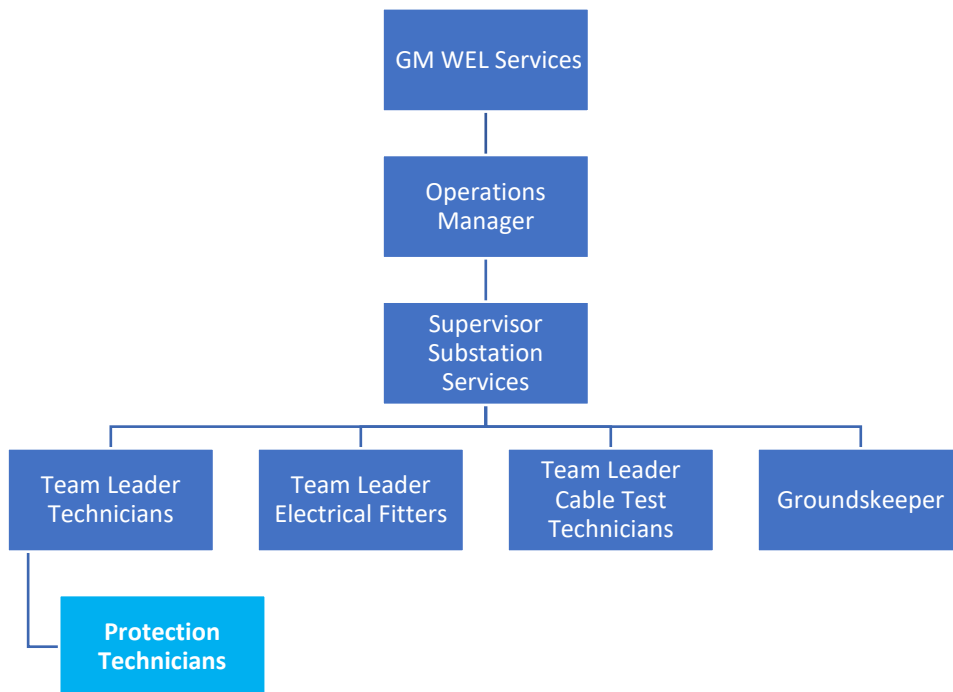 GM WEL Services
Operations
Manager
Supervisor
Substation
Services
Team Leader
Technicians
Team Leader
Electrical Fitters
Team Leader
Cable Test
Technicians
Groundskeeper
Protection
Technicians